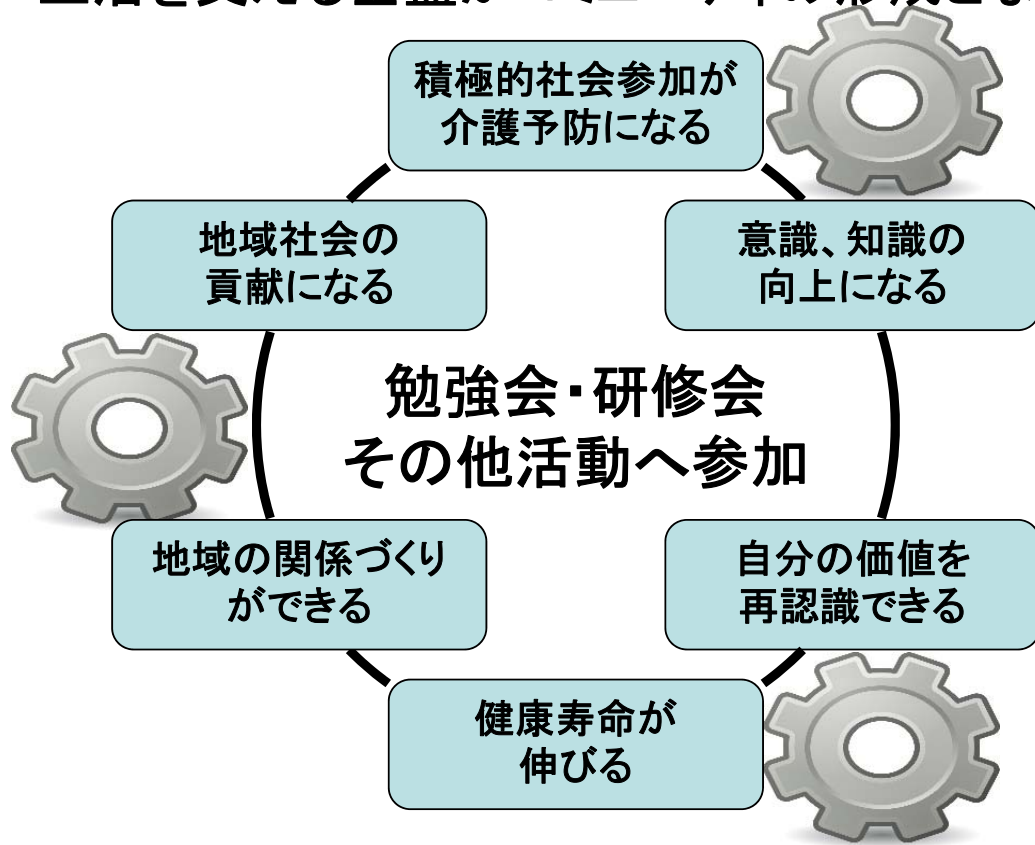 積極的社会参加が
介護予防になる
地域社会の
貢献になる
意識、知識の
向上になる
勉強会・研修会
その他活動へ参加
地域の関係づくり
ができる
自分の価値を
再認識できる
健康寿命が
伸びる